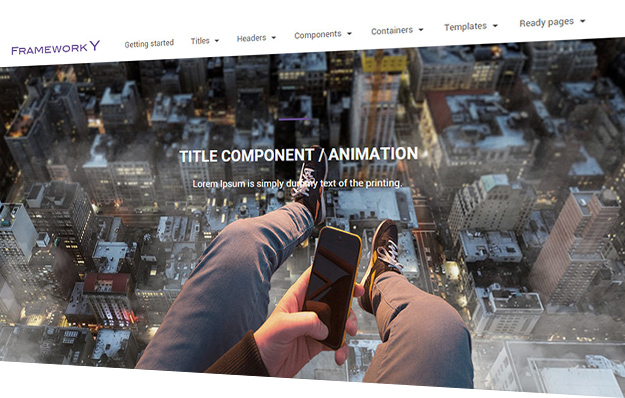 FRAMEWORK Y
Getting started Titles Headers Components Containers Templates Ready pages
TITLE COMPONENT / ANIMATION
Lorem Ipsum is simply dummy text of the printing.